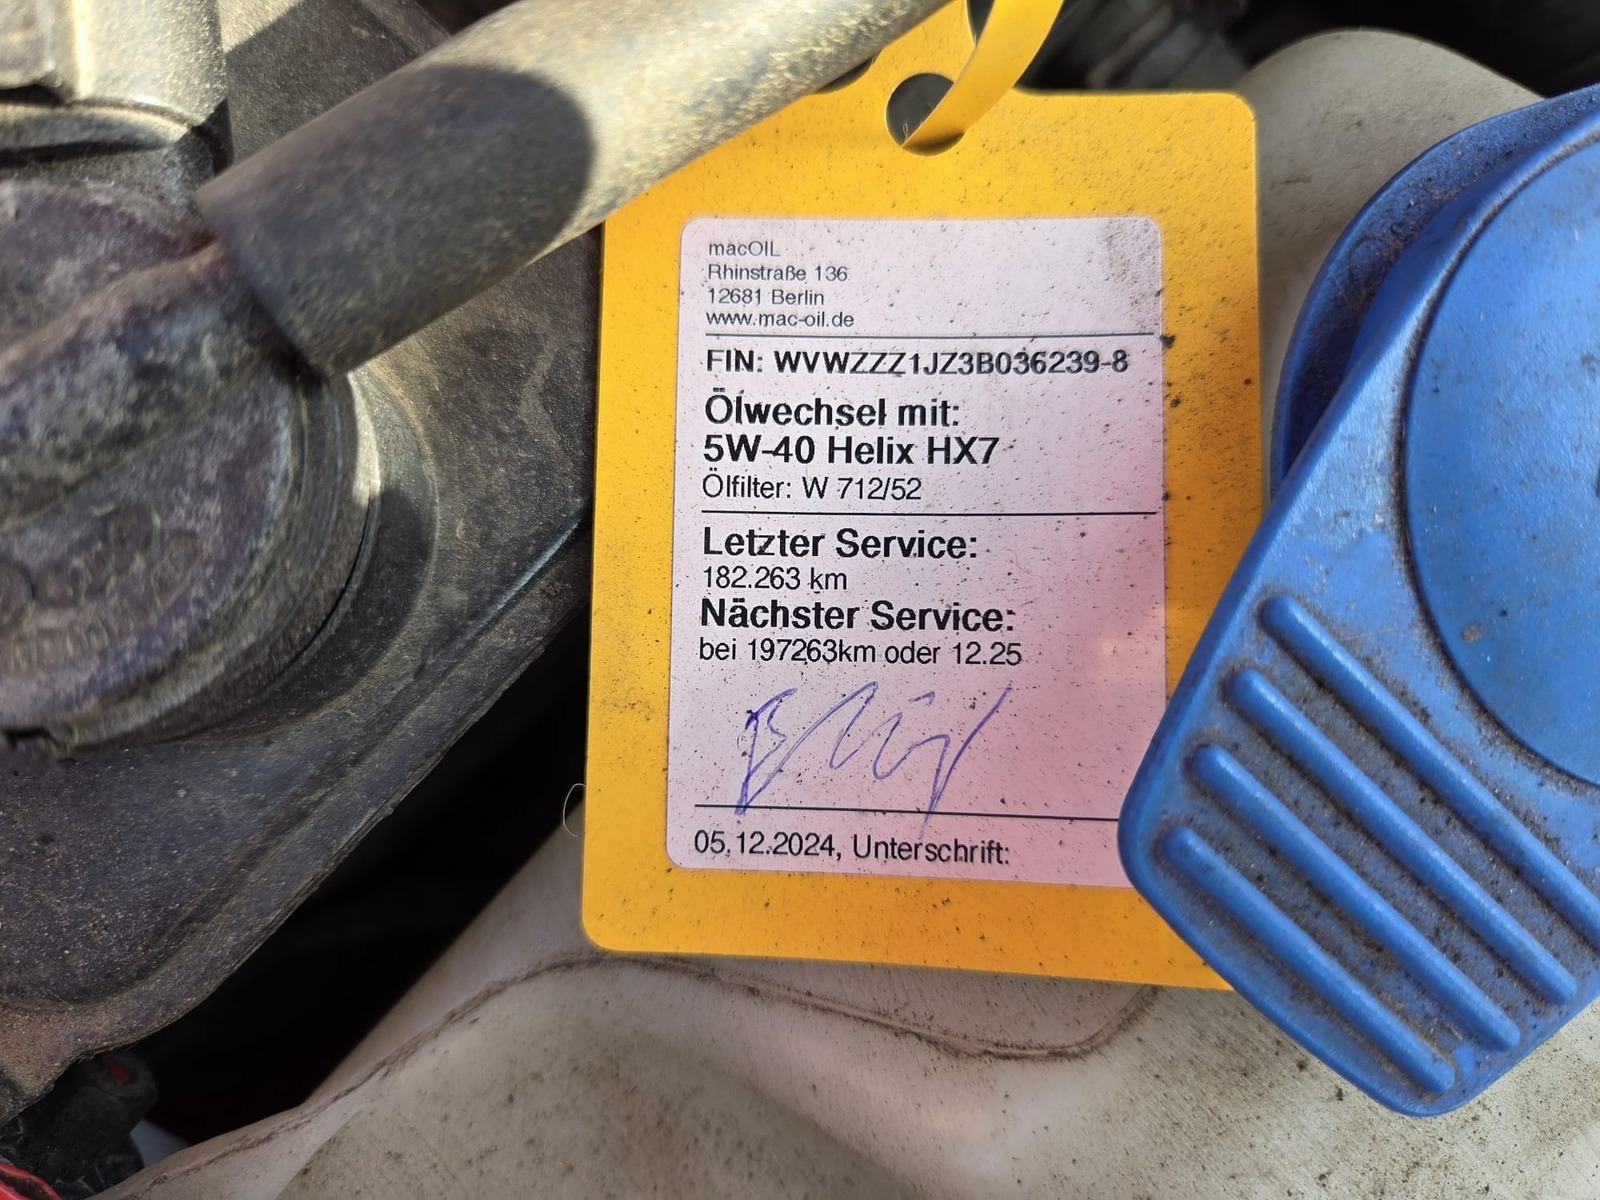 macOIL
Rhinstraße 136
12681 Berlin
www.mac-oil.de
FIN: WVWZZZ1JZ3B036239-8
Ölwechsel mit:
5W-40 Helix HX7
Ölfilter: W 712/52
Letzter Service:
182.263 km
Nächster Service:
bei 197263km oder 12.25
05.12.2024, Unterschrift: